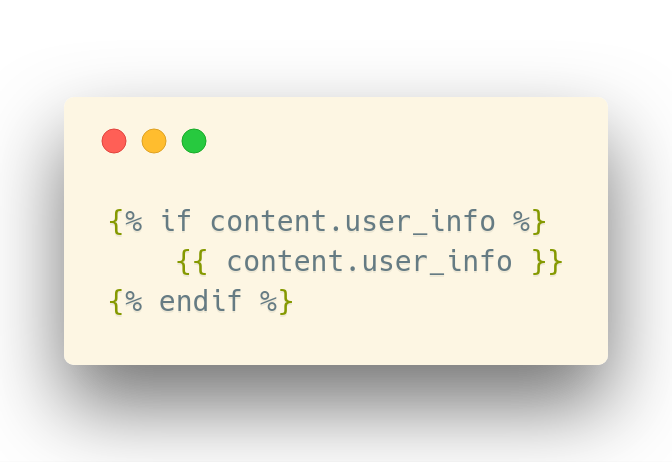 {% if content.user_info %}
    {{ content.user_info }}
{% endif %}